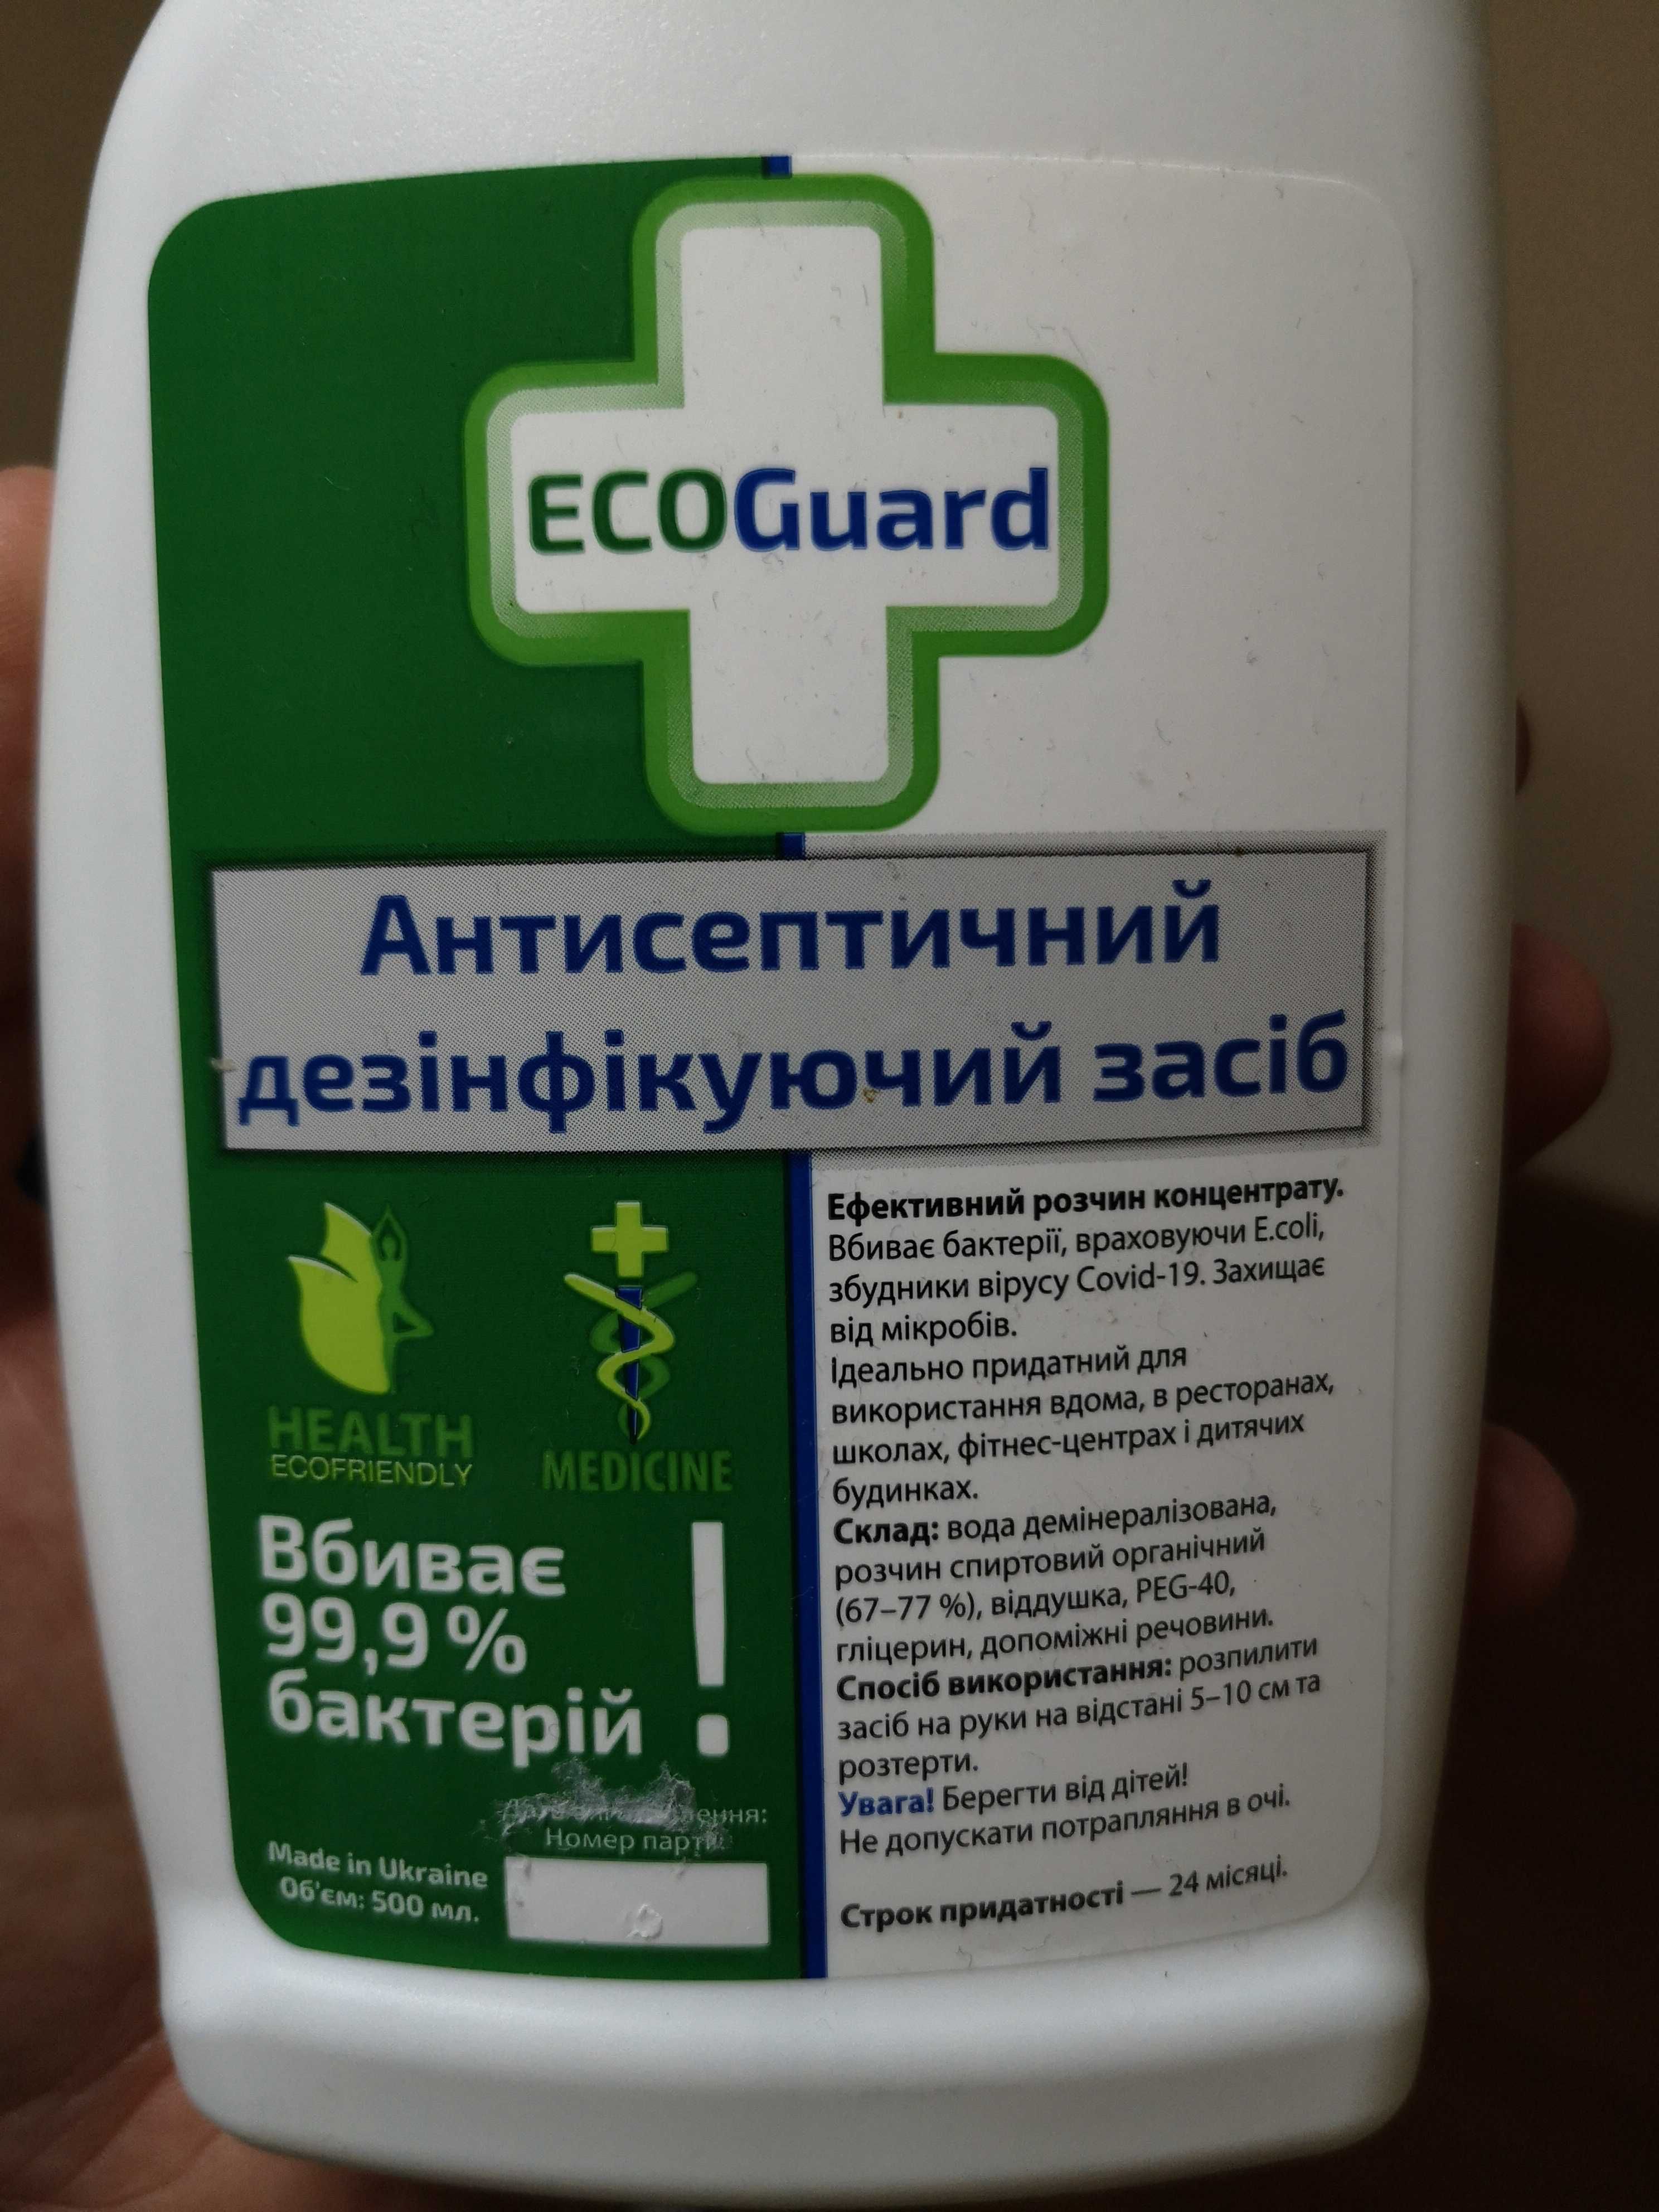 ECOGuard
Антисептичний
дезінфікуючий засіб
HEALTH
ECOFRIENDLY
MEDICINE
Вбиває
99,9 %
бактерій !
Номер партії:
Made in Ukraine
Об'єм: 500 мл.
Ефективний розчин концентрату.
Вбиває бактерії, враховуючи E.coli,
збудники вірусу Covid-19. Захищає
від мікробів.
Ідеально придатний для
використання вдома, в ресторанах,
школах, фітнес-центрах і дитячих
будинках.
Склад: вода демінералізована,
розчин спиртовий органічний
(67–77 %), віддушка, PEG-40,
гліцерин, допоміжні речовини.
Спосіб використання: розпилити
засіб на руки на відстані 5–10 см та
розтерти.
Увага! Берегти від дітей!
Не допускати потрапляння в очі.
Строк придатності — 24 місяці.